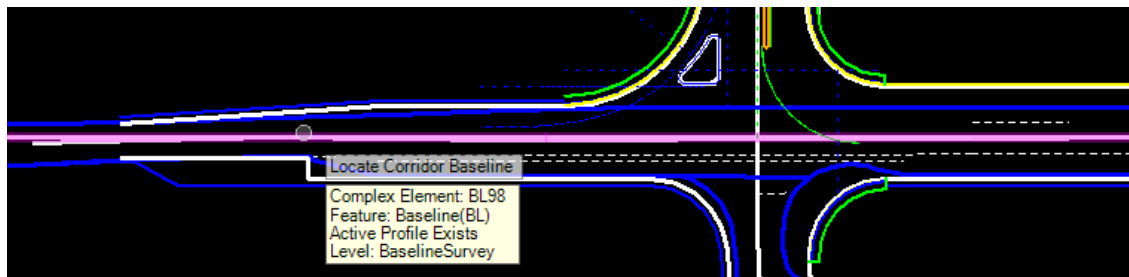 Locate Corridor Baseline
Complex Element: BL98
Feature: Baseline(BL)
Active Profile Exists
Level: BaselineSurvey